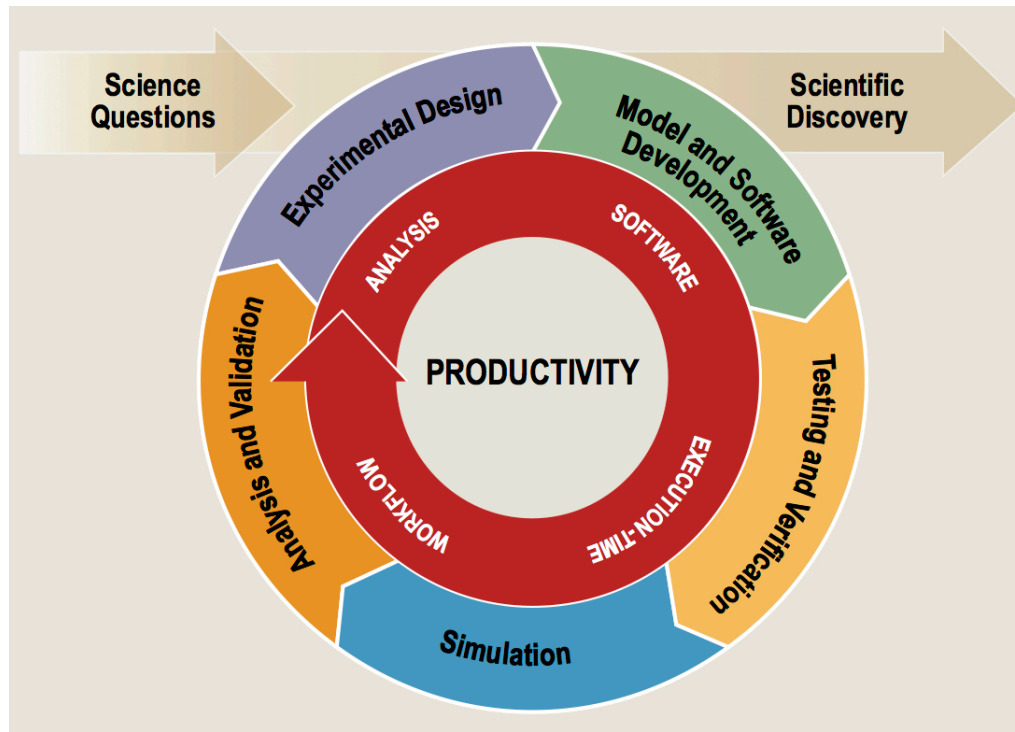 Science
Questions
Scientific
Discovery
Experimental Design
Model and Software
Development
Testing and Verification
Simulation
Analysis and Validation
ANALYSIS
SOFTWARE
EXECUTION-TIME
WORKFLOW
PRODUCTIVITY